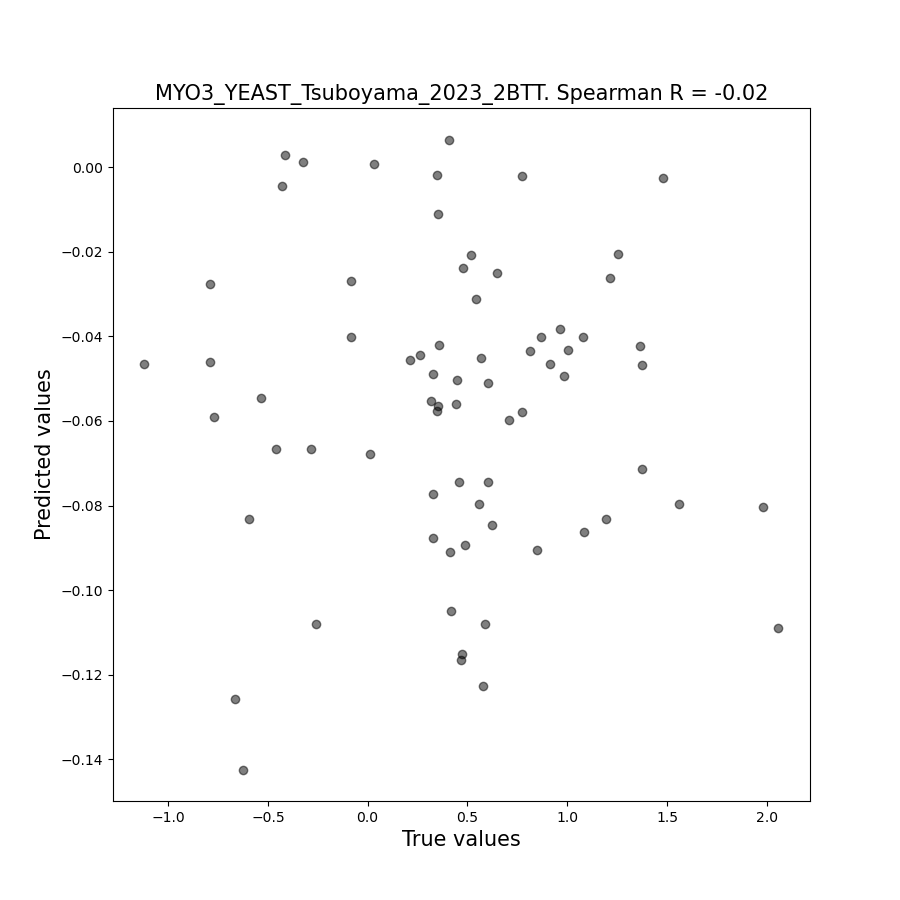 MYO3_YEAST_Tsuboyama_2023_2BTT. Spearman R = -0.02
0.00
−0.02
−0.04
−0.06
−0.08
−0.10
−0.12
−0.14
Predicted values
−1.0 −0.5 0.0 0.5 1.0 1.5 2.0
True values